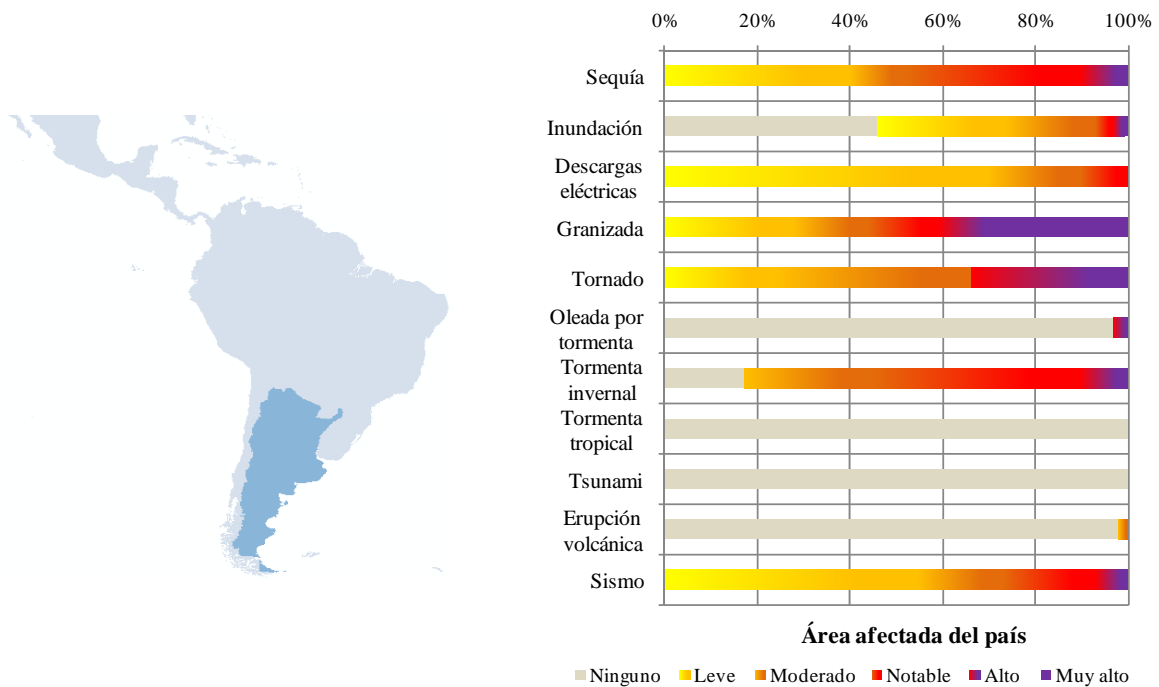 0% 20% 40% 60% 80% 100%
Sequía
Inundación
Descargas
eléctricas
Granizada
Tornado
Oleada por
tormenta
Tormenta
invernal
Tormenta
tropical
Tsunami
Erupción
volcánica
Sismo
Área afectada del país
Ninguno Leve Moderado Notable Alto Muy alto